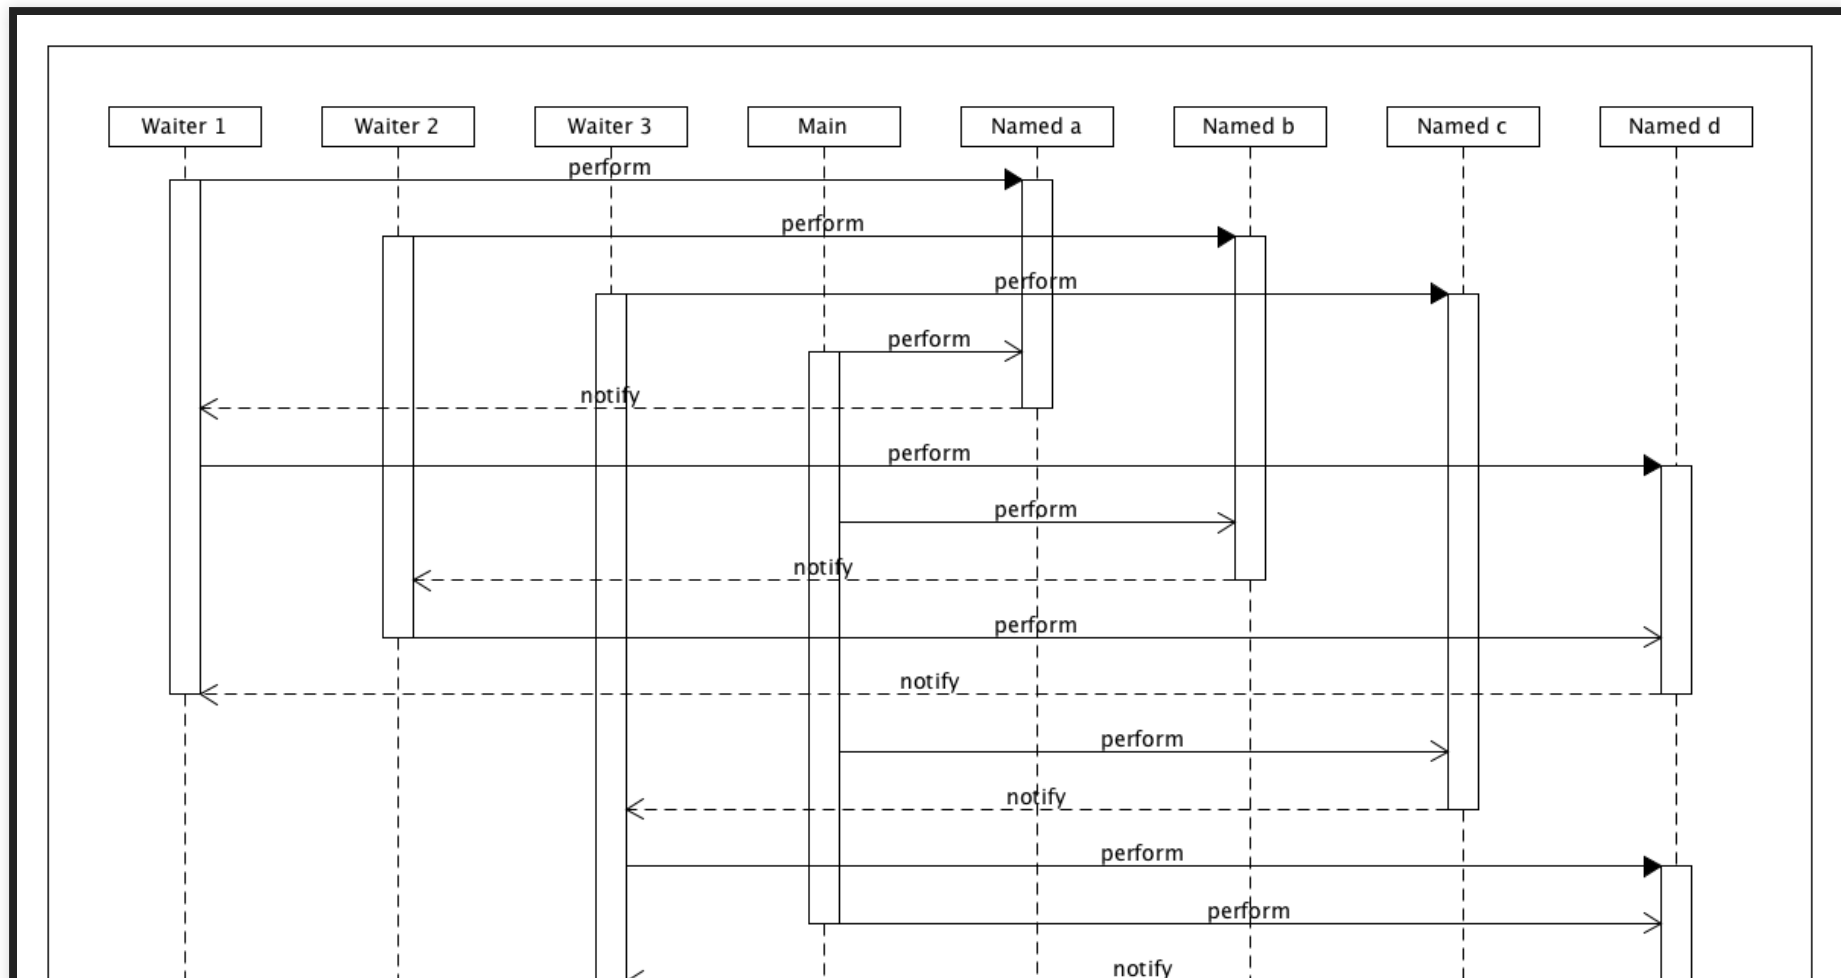 Waiter 1
Waiter 2
Waiter 3
Main
Named a
Named b
Named c
Named d
perform
perform
perform
perform
notify
perform
perform
notify
perform
notify
perform
notify
perform
perform
notify